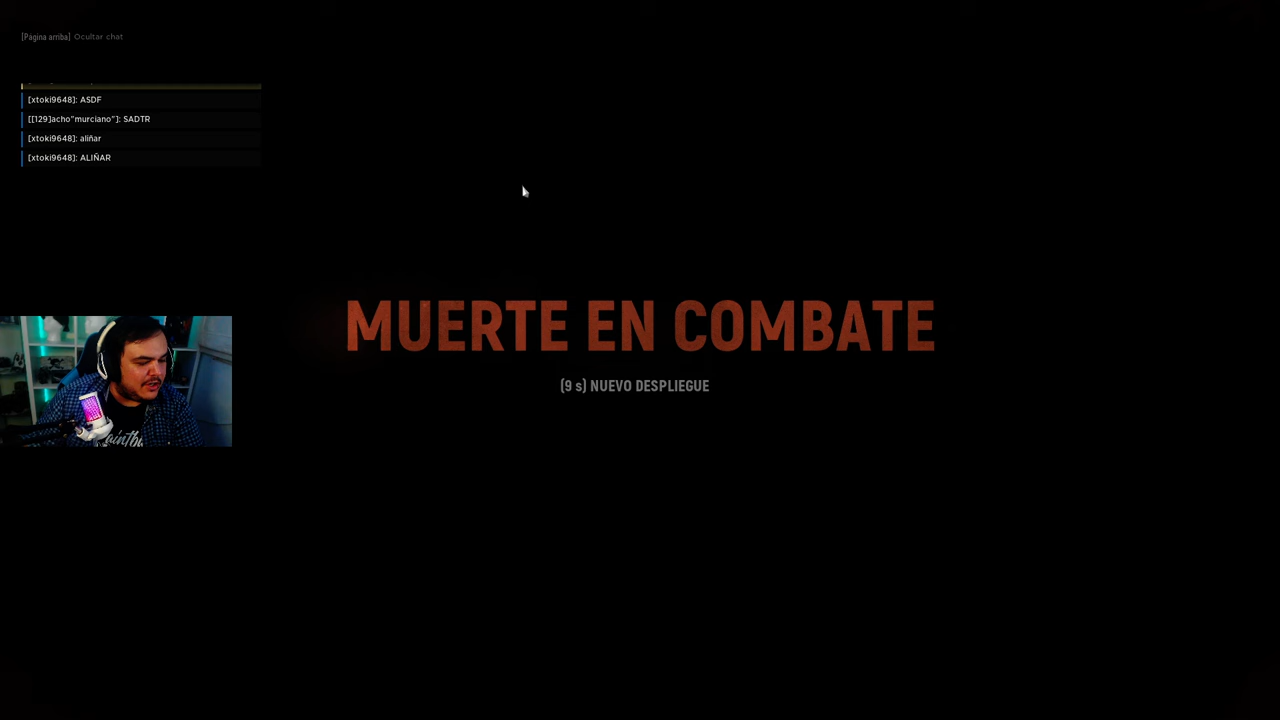 [Página arriba] Ocultar chat
[xtoki9648]: ASDF
[[129]acho"murciano"]: SADTR
[xtoki9648]: aliñar
[xtoki9648]: ALIÑAR
MUERTE EN COMBATE
(9 s) NUEVO DESPLIEGUE